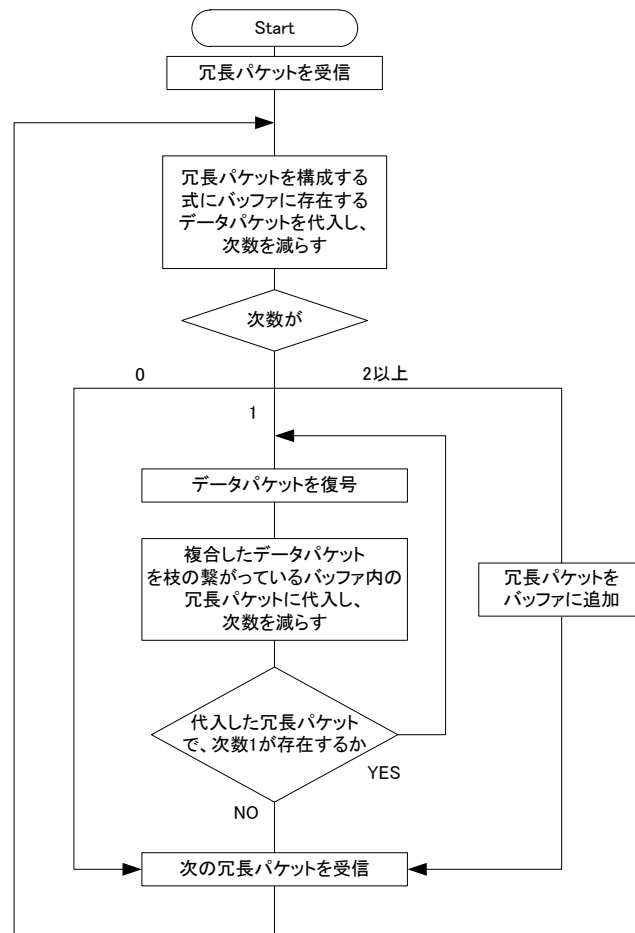 Start
冗長パケットを受信
冗長パケットを構成する
式にバッファに存在する
データパケットを代入し、
次数を減らす
次数が
0
2以上
1
データパケットを復号
複合したデータパケット
を枝の繋がっているバッファ内の
冗長パケットに代入し、
次数を減らす
冗長パケットを
バッファに追加
代入した冗長パケット
で、次数1が存在するか
YES
NO
次の冗長パケットを受信